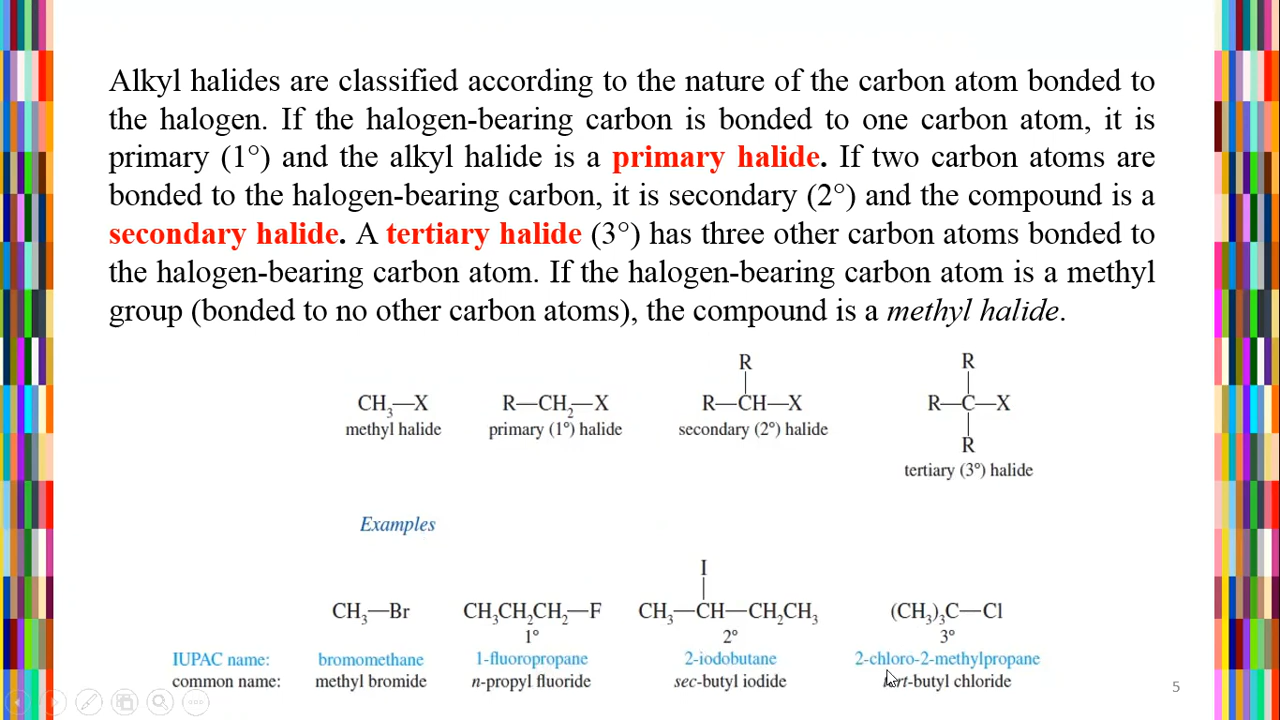 Alkyl halides are classified according to the nature of the carbon atom bonded to
the halogen. If the halogen-bearing carbon is bonded to one carbon atom, it is
primary (1°) and the alkyl halide is a primary halide. If two carbon atoms are
bonded to the halogen-bearing carbon, it is secondary (2°) and the compound is a
secondary halide. A tertiary halide (3°) has three other carbon atoms bonded to
the halogen-bearing carbon atom. If the halogen-bearing carbon atom is a methyl
group (bonded to no other carbon atoms), the compound is a methyl halide.
R R
CH₃—X R—CH₂—X R—CH—X R—C—X
methyl halide primary (1°) halide secondary (2°) halide
R
tertiary (3°) halide
Examples
I
CH₃—Br CH₃CH₂CH₂—F CH₃—CH—CH₂CH₃ (CH₃)₃C—Cl
1° 2° 3°
IUPAC name: bromomethane 1-fluoropropane 2-iodobutane 2-chloro-2-methylpropane
common name: methyl bromide n-propyl fluoride sec-butyl iodide tert-butyl chloride
5